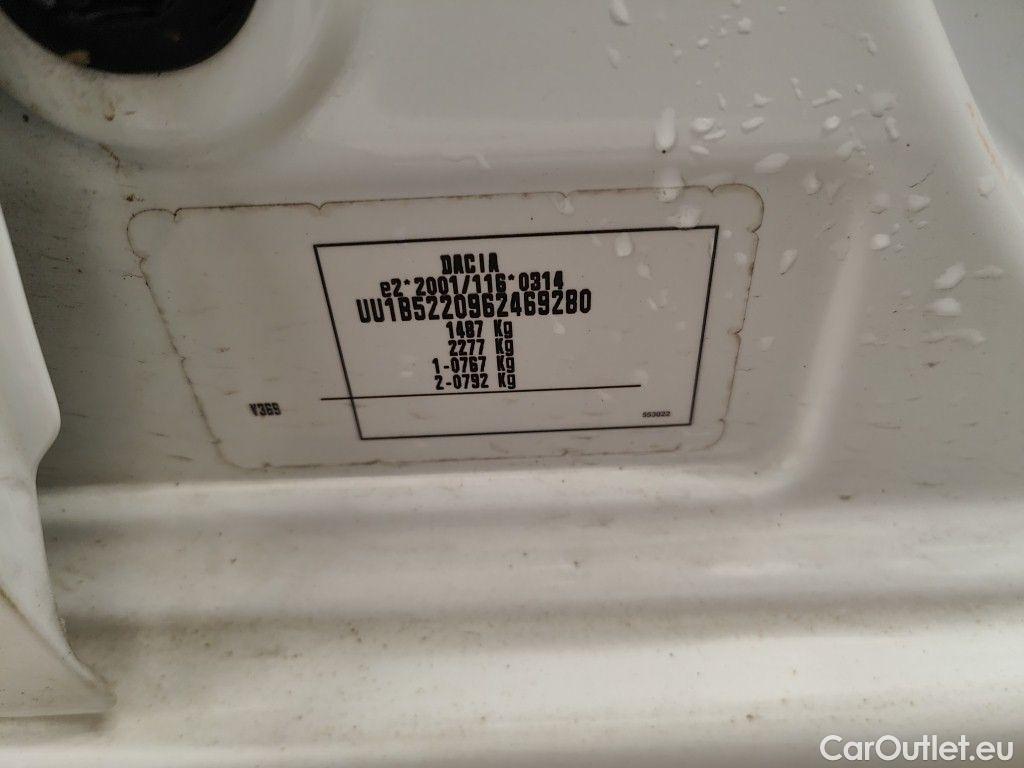 DACIA
e2*2001/116*0314
UU1B5220962469280
1487 Kg
2277 Kg
1-0767 Kg
2-0792 Kg
Y369
553022
CarOutlet.eu